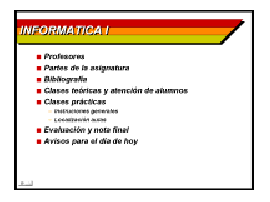 INFORMATICA I
Profesores
Partes de la asignatura
Bibliografía
Clases teóricas y atención de alumnos
Clases prácticas
Instrucciones generales
Localización aulas
Evaluación y nota final
Avisos para el día de hoy